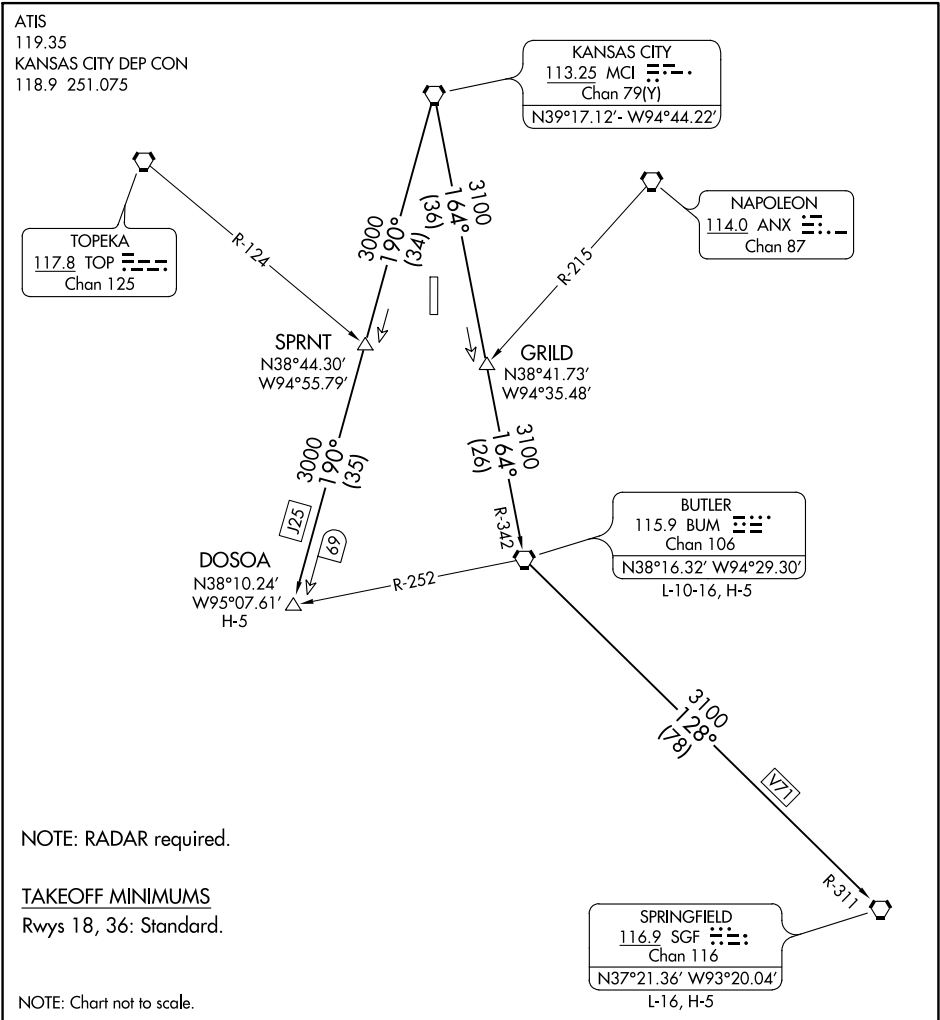 ATIS
119.35
KANSAS CITY DEP CON
118.9 251.075
KANSAS CITY
113.25 MCI
Chan 79(Y)
N39°17.12'- W94°44.22'
TOPEKA
117.8 TOP
Chan 125
NAPOLEON
114.0 ANX
Chan 87
R-124
3000
190°
(34)
3100
164°
(36)
R-215
SPRNT
N38°44.30'
W94°55.79'
GRILD
N38°41.73'
W94°35.48'
3000
190°
(35)
J25
69
3100
164°
(26)
R-342
BUTLER
115.9 BUM
Chan 106
N38°16.32' W94°29.30'
L-10-16, H-5
DOSOA
N38°10.24'
W95°07.61'
H-5
R-252
3100
128°
(78)
V71
R-311
SPRINGFIELD
116.9 SGF
Chan 116
N37°21.36' W93°20.04'
L-16, H-5
NOTE: RADAR required.
TAKEOFF MINIMUMS
Rwys 18, 36: Standard.
NOTE: Chart not to scale.